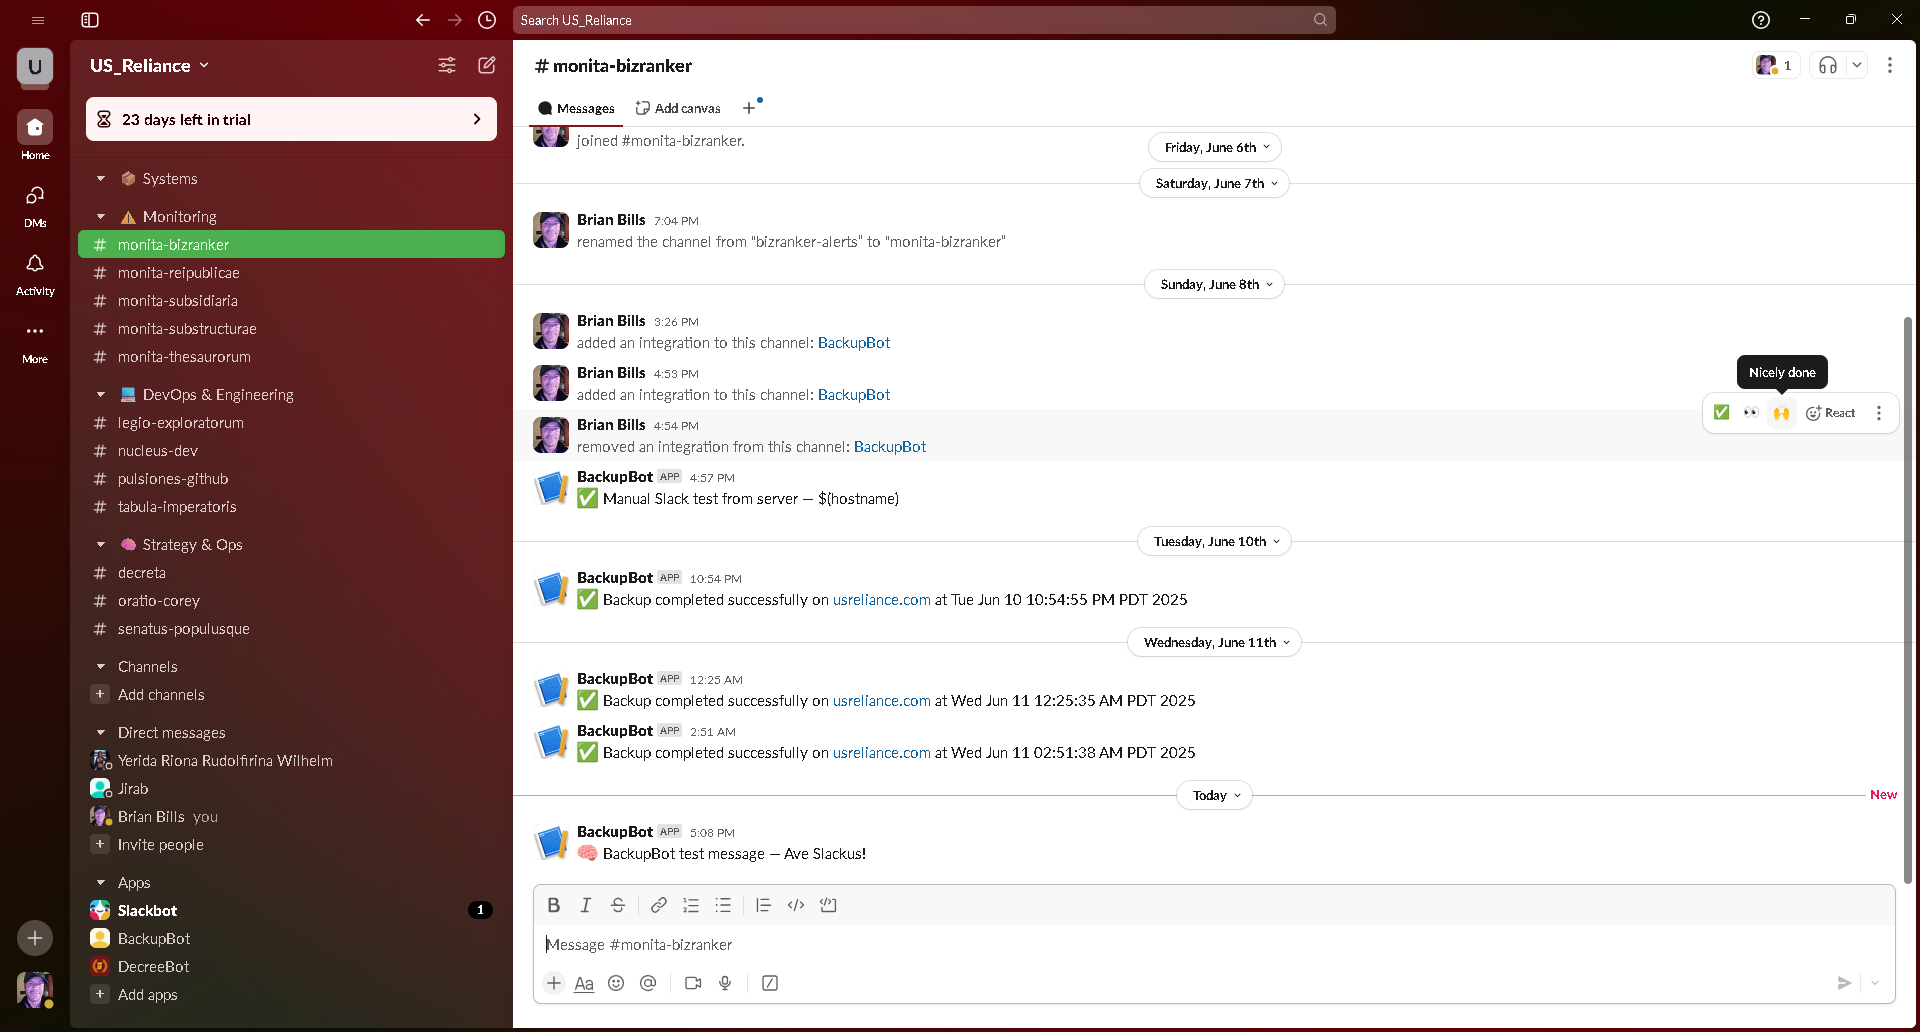 Search US_Reliance
U
US_Reliance
23 days left in trial
Home
DMs
Activity
More
Systems
Monitoring
# monita-bizranker
# monita-reipublicae
# monita-subsidiaria
# monita-substructurae
# monita-thesaurorum
DevOps & Engineering
# legio-exploratorum
# nucleus-dev
# pulsiones-github
# tabula-imperatoris
Strategy & Ops
# decreta
# oratio-corey
# senatus-populusque
Channels
Add channels
Direct messages
Yerida Riona Rudolfirina Wilhelm
Jirab
Brian Bills you
Invite people
Apps
Slackbot 1
BackupBot
DecreeBot
Add apps
# monita-bizranker
1
Messages Add canvas
joined #monita-bizranker.
Friday, June 6th
Saturday, June 7th
Brian Bills 7:04 PM
renamed the channel from "bizranker-alerts" to "monita-bizranker"
Sunday, June 8th
Brian Bills 3:26 PM
added an integration to this channel: BackupBot
Brian Bills 4:53 PM
added an integration to this channel: BackupBot
Nicely done
React
Brian Bills 4:54 PM
removed an integration from this channel: BackupBot
BackupBot APP 4:57 PM
✅ Manual Slack test from server — $(hostname)
Tuesday, June 10th
BackupBot APP 10:54 PM
✅ Backup completed successfully on usreliance.com at Tue Jun 10 10:54:55 PM PDT 2025
Wednesday, June 11th
BackupBot APP 12:25 AM
✅ Backup completed successfully on usreliance.com at Wed Jun 11 12:25:35 AM PDT 2025
BackupBot APP 2:51 AM
✅ Backup completed successfully on usreliance.com at Wed Jun 11 02:51:38 AM PDT 2025
Today
New
BackupBot APP 5:08 PM
🧠 BackupBot test message — Ave Slackus!
Message #monita-bizranker
Aa